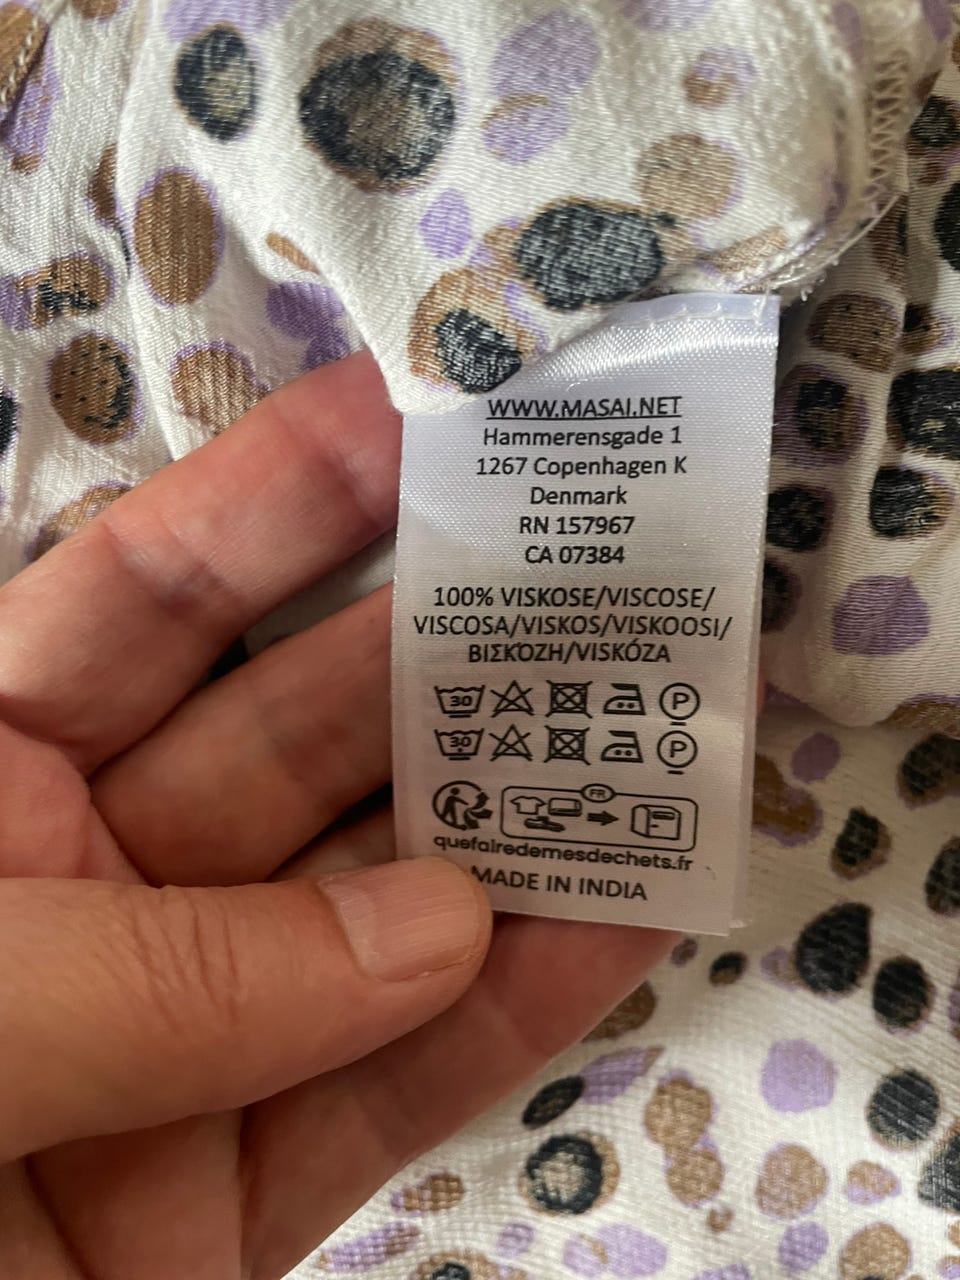 WWW.MASAI.NET
Hammerensgade 1
1267 Copenhagen K
Denmark
RN 157967
CA 07384
100% VISKOSE/VISCOSE/
VISCOSA/VISKOS/VISKOOSI/
ΒΙΣΚΌΖΗ/VISKÓZA
30 P
30 P
FR
quefairedemesdechets.fr
MADE IN INDIA